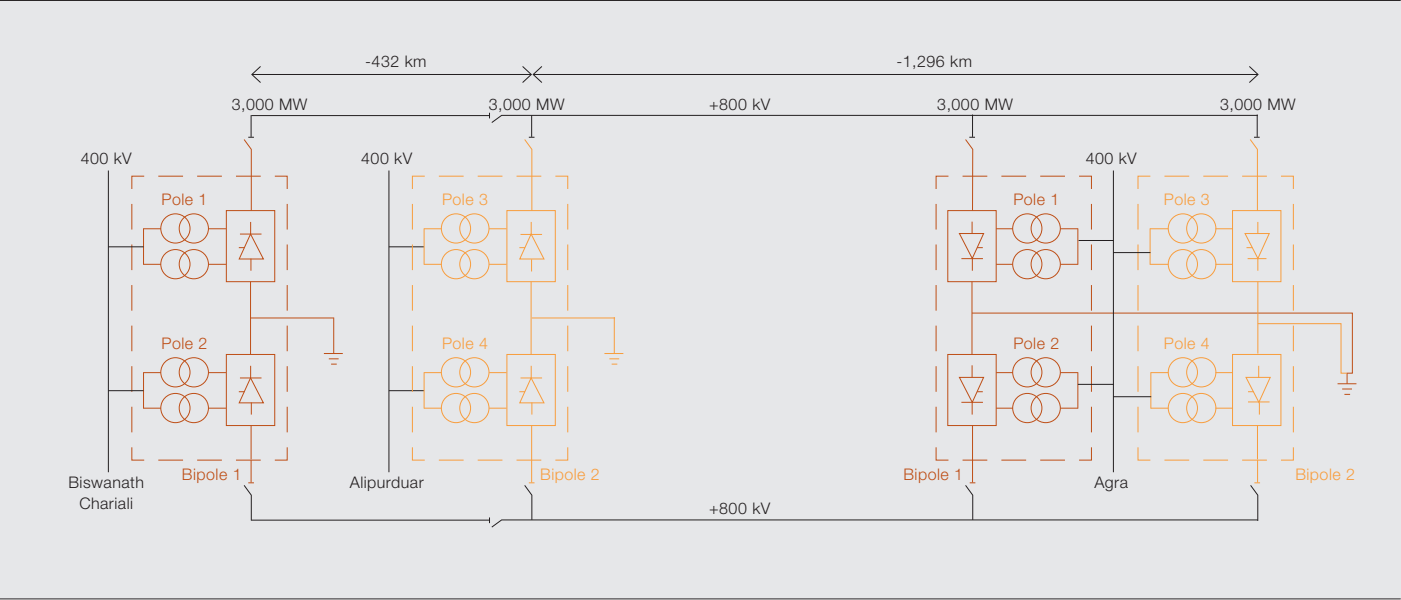 -432 km
-1,296 km
3,000 MW
3,000 MW
+800 kV
3,000 MW
3,000 MW
400 kV
400 kV
400 kV
Pole 1
Pole 3
Pole 1
Pole 3
Pole 2
Pole 4
Pole 2
Pole 4
Bipole 1
Bipole 2
Bipole 1
Bipole 2
Biswanath
Chariali
Alipurduar
Agra
+800 kV